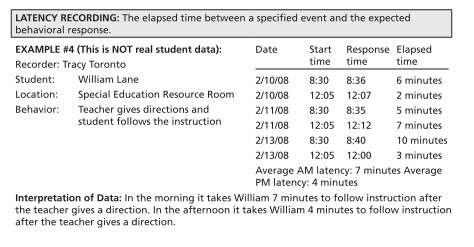 LATENCY RECORDING: The elapsed time between a specified event and the expected
behavioral response.
EXAMPLE #4 (This is NOT real student data):
Recorder: Tracy Toronto
Student: William Lane
Location: Special Education Resource Room
Behavior: Teacher gives directions and
student follows the instruction
Date Start Response Elapsed
time time time
2/10/08 8:30 8:36 6 minutes
2/10/08 12:05 12:07 2 minutes
2/11/08 8:30 8:35 5 minutes
2/11/08 12:05 12:12 7 minutes
2/13/08 8:30 8:40 10 minutes
2/13/08 12:05 12:00 3 minutes
Average AM latency: 7 minutes Average
PM latency: 4 minutes
Interpretation of Data: In the morning it takes William 7 minutes to follow instruction after
the teacher gives a direction. In the afternoon it takes William 4 minutes to follow instruction
after the teacher gives a direction.